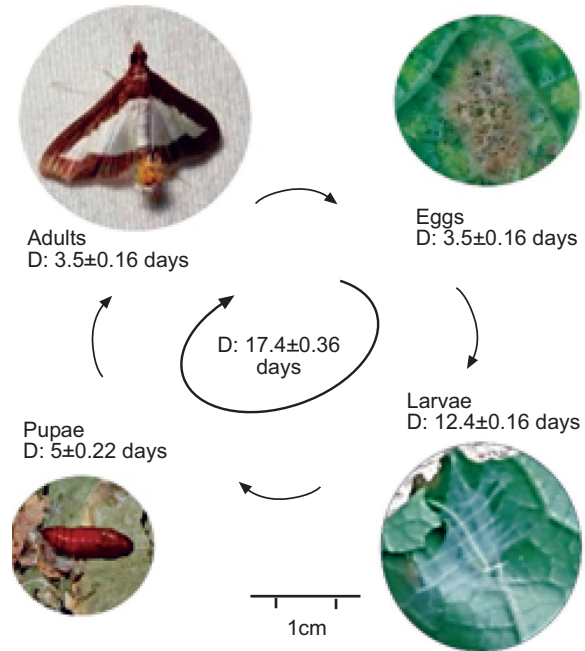 Adults
D: 3.5±0.16 days
Eggs
D: 3.5±0.16 days
D: 17.4±0.36
days
Larvae
D: 12.4±0.16 days
Pupae
D: 5±0.22 days
1cm